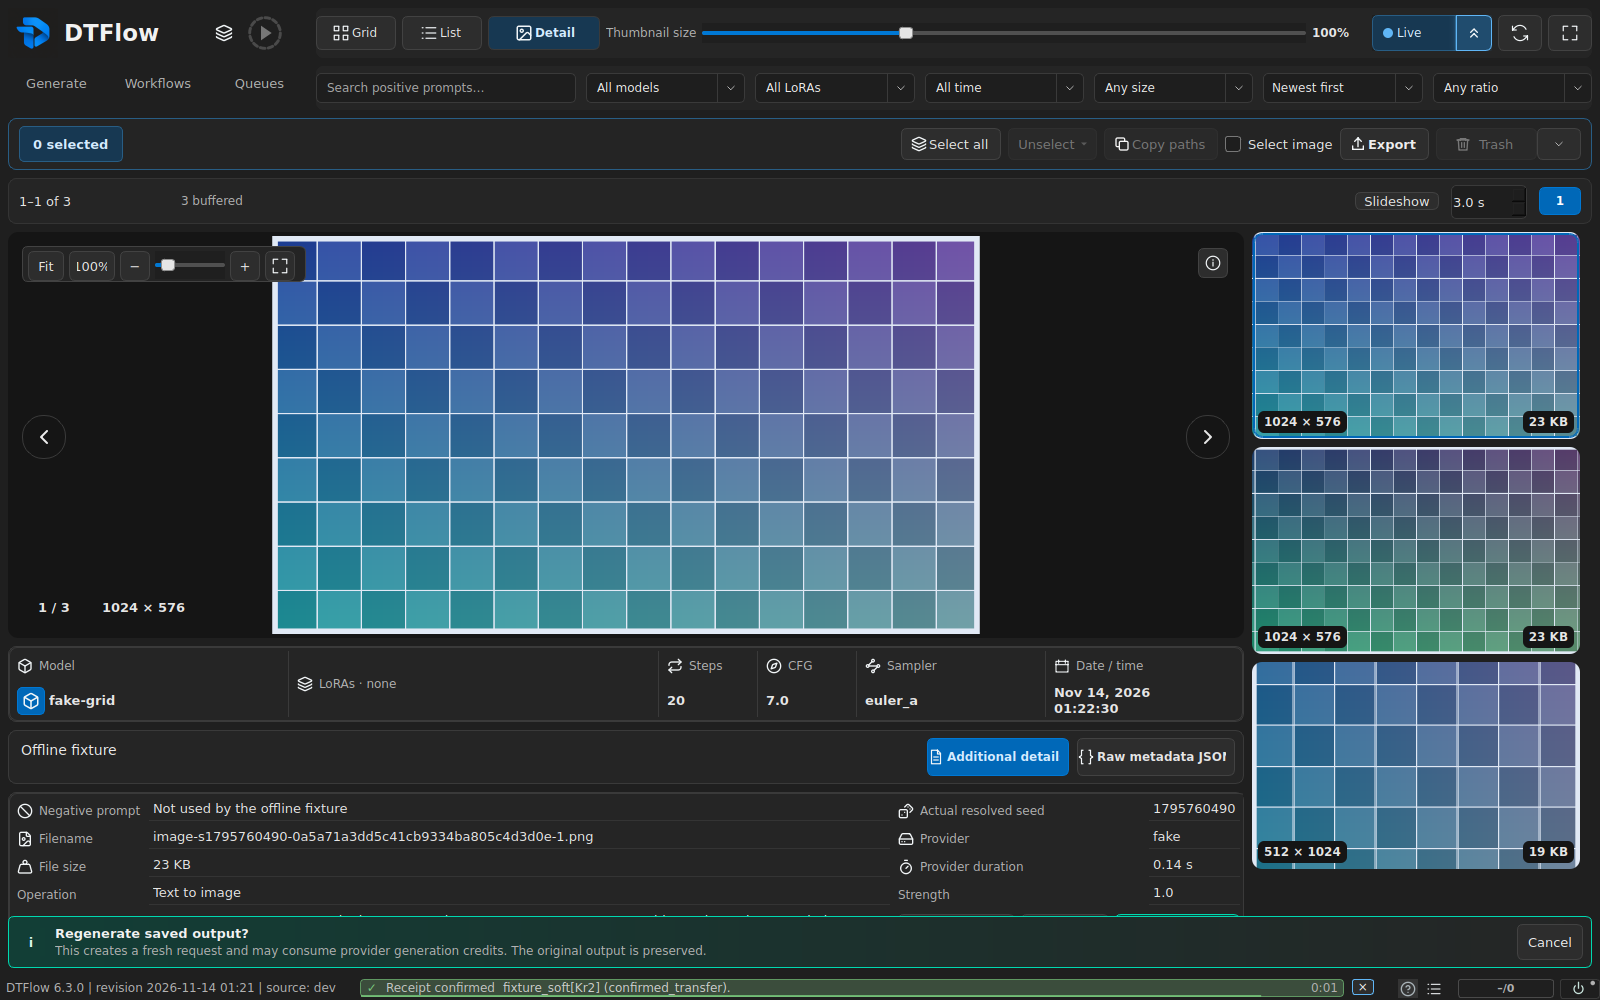 DTFlow
Grid
List
Detail
Thumbnail size
100%
Live
Generate
Workflows
Queues
Search positive prompts...
All models
All LoRAs
All time
Any size
Newest first
Any ratio
0 selected
Select all
Unselect
Copy paths
Select image
Export
Trash
1–1 of 3
3 buffered
Slideshow
3.0 s
1
Fit
100%
1 / 3
1024 × 576
1024 × 576
23 KB
1024 × 576
23 KB
512 × 1024
19 KB
Model
fake-grid
LoRAs · none
Steps
20
CFG
7.0
Sampler
euler_a
Date / time
Nov 14, 2026
01:22:30
Offline fixture
Additional detail
Raw metadata JSON
Negative prompt
Not used by the offline fixture
Actual resolved seed
1795760490
Filename
image-s1795760490-0a5a71a3dd5c41cb9334ba805c4d3d0e-1.png
Provider
fake
File size
23 KB
Provider duration
0.14 s
Operation
Text to image
Strength
1.0
i
Regenerate saved output?
This creates a fresh request and may consume provider generation credits. The original output is preserved.
Cancel
DTFlow 6.3.0 | revision 2026-11-14 01:21 | source: dev
✓ Receipt confirmed fixture_soft[Kr2] (confirmed_transfer).
0:01
–/0